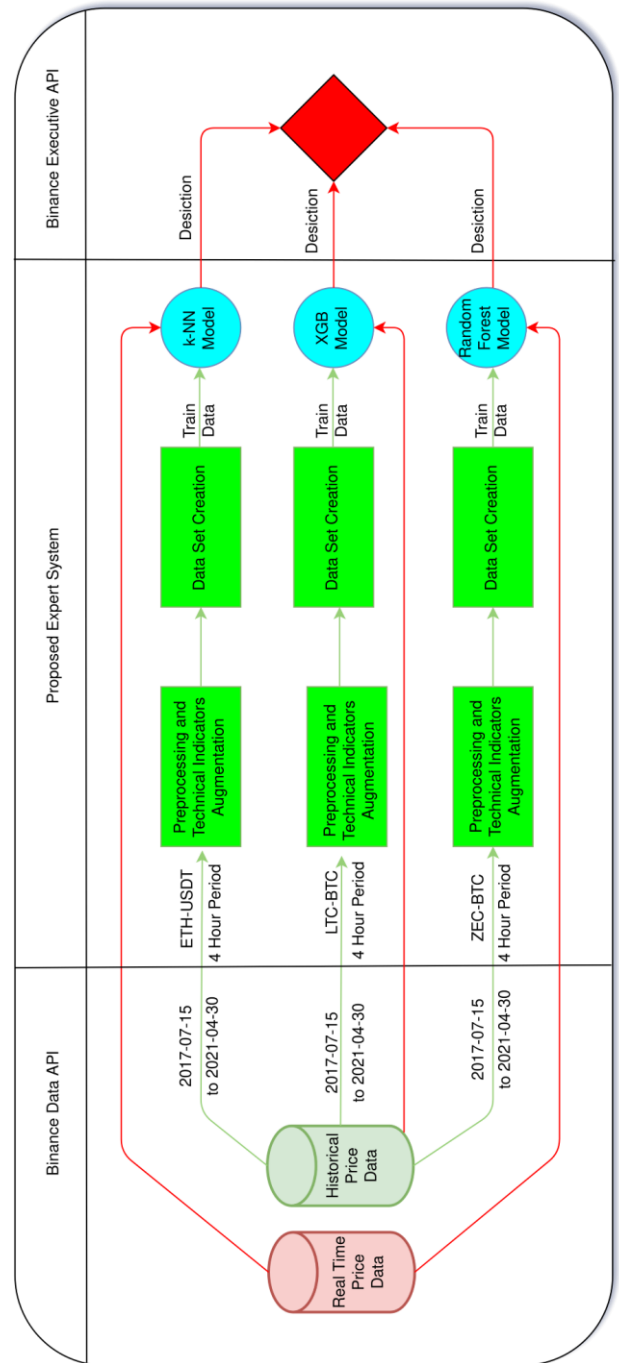 Binance Data API
Proposed Expert System
Binance Executive API
Real Time
Price
Data
Historical
Price
Data
2017-07-15
to 2021-04-30
ETH-USDT
4 Hour Period
Preprocessing and
Technical Indicators
Augmentation
Data Set Creation
Train
Data
k-NN
Model
Desiction
2017-07-15
to 2021-04-30
LTC-BTC
4 Hour Period
Preprocessing and
Technical Indicators
Augmentation
Data Set Creation
Train
Data
XGB
Model
Desiction
2017-07-15
to 2021-04-30
ZEC-BTC
4 Hour Period
Preprocessing and
Technical Indicators
Augmentation
Data Set Creation
Train
Data
Random
Forest
Model
Desiction